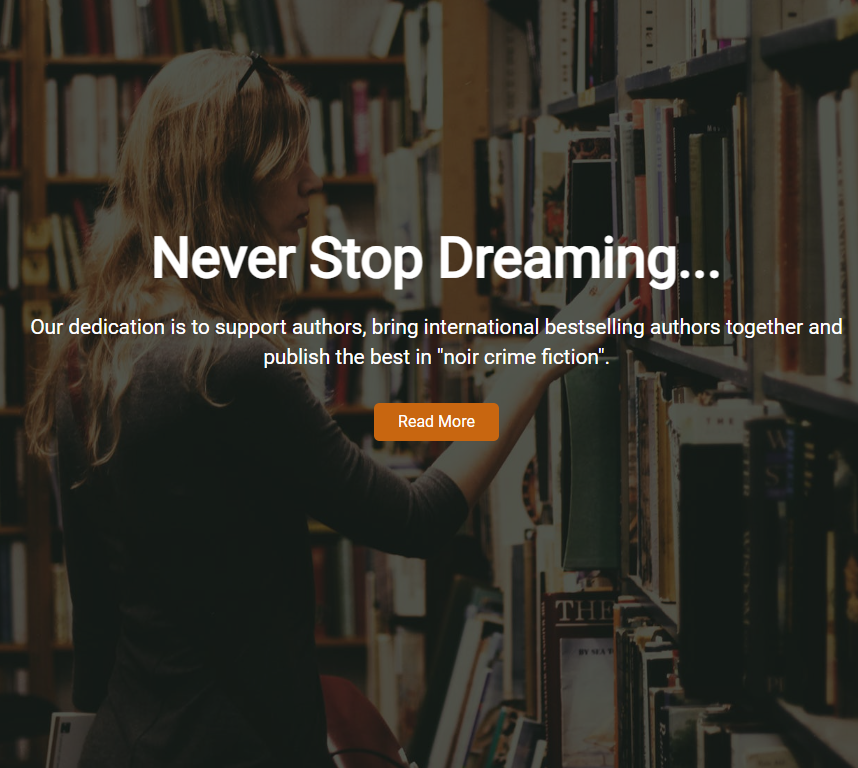 Never Stop Dreaming...
Our dedication is to support authors, bring international bestselling authors together and
publish the best in "noir crime fiction".
Read More
THE